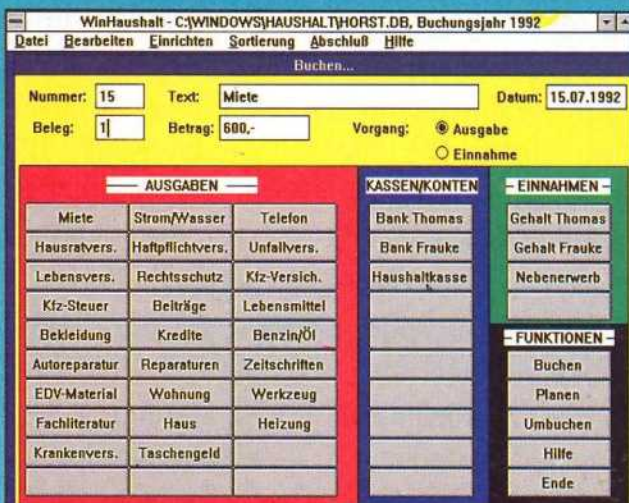 WinHaushalt - C:\WINDOWS\HAUSHALT\HORST.DB, Buchungsjahr 1992
Datei Bearbeiten Einrichten Sortierung Abschluß Hilfe
Buchen...
Nummer: 15 Text: Miete Datum: 15.07.1992
Beleg: 1 Betrag: 600,- Vorgang: Ausgabe
Einnahme
AUSGABEN KASSEN/KONTEN EINNAHMEN
Miete Strom/Wasser Telefon Bank Thomas Gehalt Thomas
Hausratvers. Haftpflichtvers. Unfallvers. Bank Frauke Gehalt Frauke
Lebensvers. Rechtsschutz Kfz-Versich. Haushaltkasse Nebenerwerb
Kfz-Steuer Beiträge Lebensmittel
Bekleidung Kredite Benzin/Öl FUNKTIONEN
Autoreparatur Reparaturen Zeitschriften Buchen
EDV-Material Wohnung Werkzeug Planen
Fachliteratur Haus Heizung Umbuchen
Krankenvers. Taschengeld Hilfe
Ende